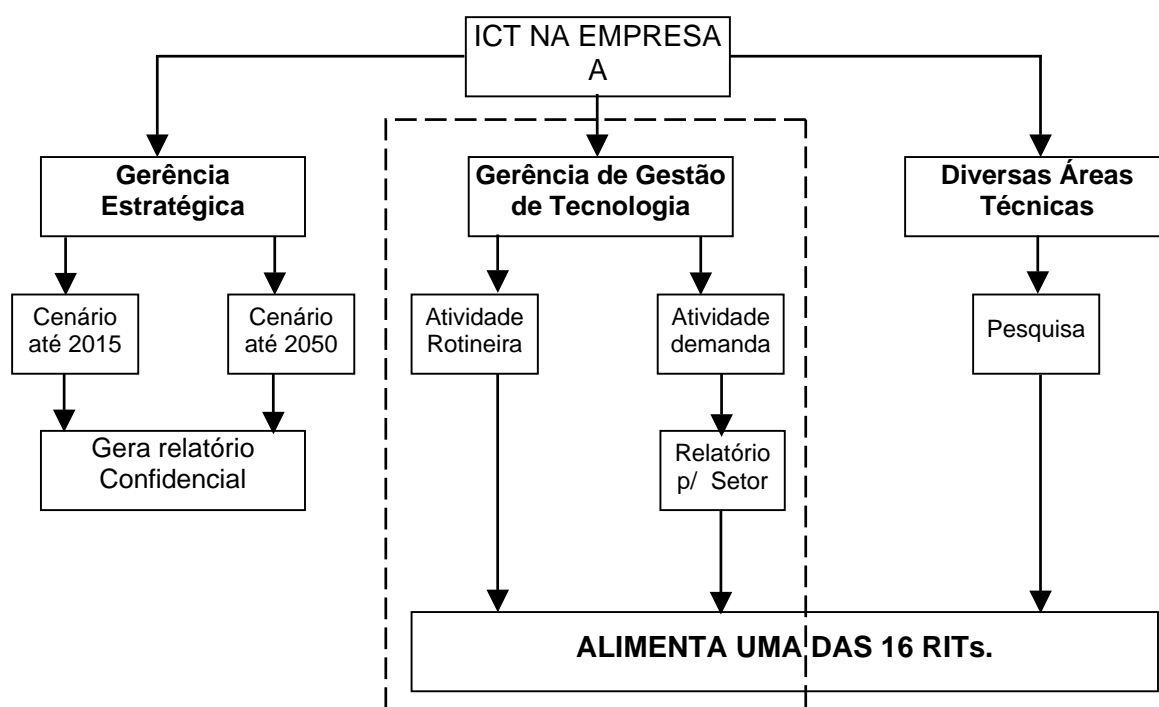 ICT NA EMPRESA
A
Gerência
Estratégica
Gerência de Gestão
de Tecnologia
Diversas Áreas
Técnicas
Cenário
até 2015
Cenário
até 2050
Atividade
Rotineira
Atividade
demanda
Pesquisa
Gera relatório
Confidencial
Relatório
p/ Setor
ALIMENTA UMA DAS 16 RITs.